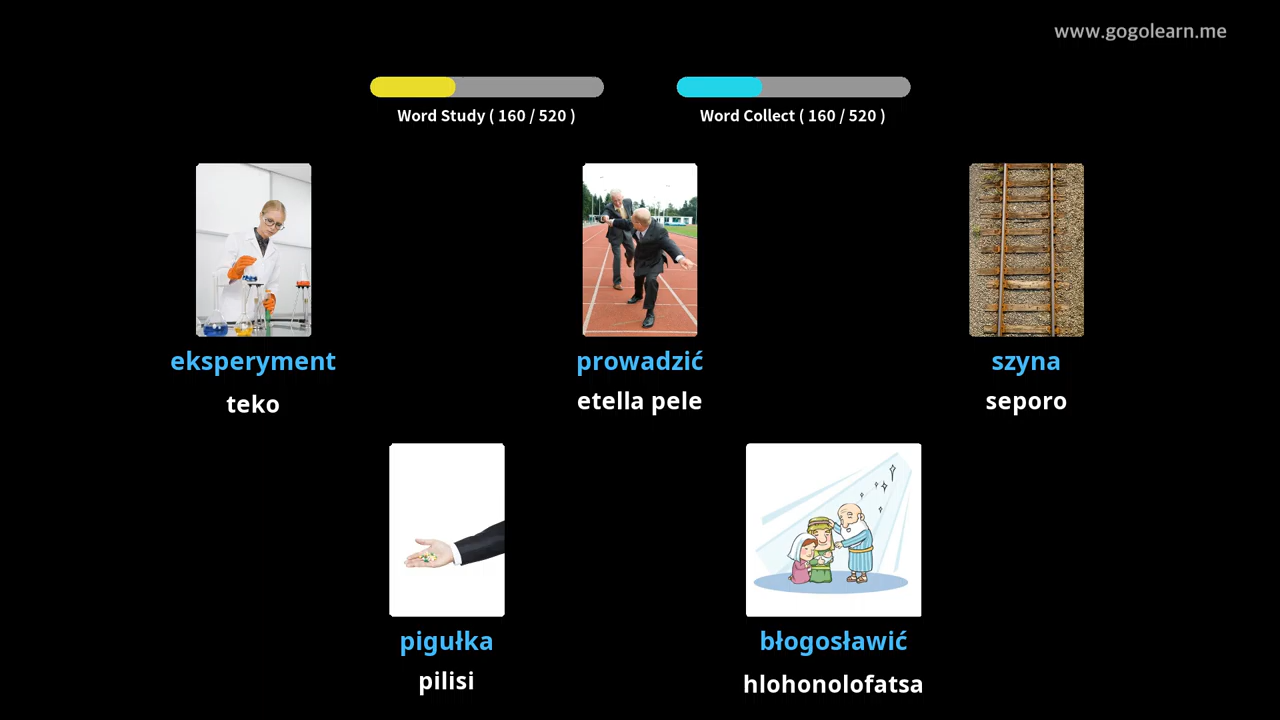 www.gogolearn.me
Word Study ( 160 / 520 )
Word Collect ( 160 / 520 )
eksperyment
teko
prowadzić
etella pele
szyna
seporo
pigułka
pilisi
błogosławić
hlohonolofatsa